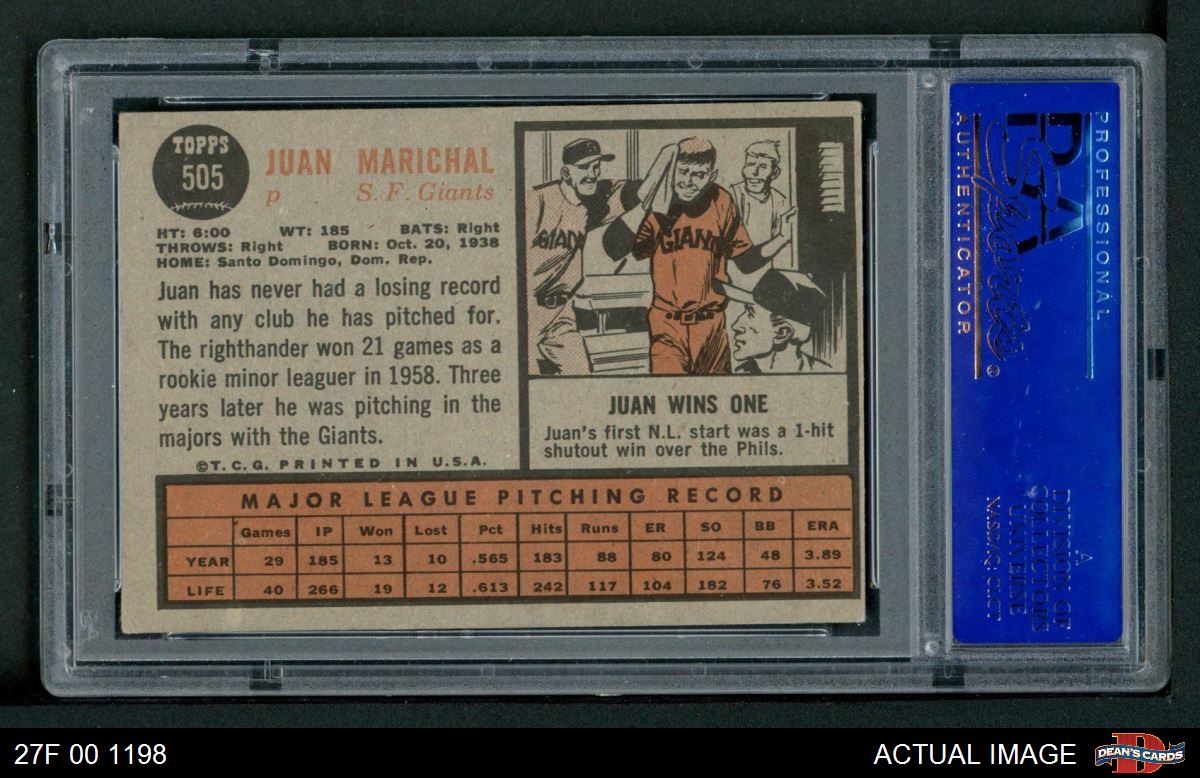 TOPPS
505
JUAN MARICHAL
p S. F. Giants
HT: 6:00 WT: 185 BATS: Right
THROWS: Right BORN: Oct. 20, 1938
HOME: Santo Domingo, Dom. Rep.
Juan has never had a losing record
with any club he has pitched for.
The righthander won 21 games as a
rookie minor leaguer in 1958. Three
years later he was pitching in the
majors with the Giants.
©T. C. G. PRINTED IN U.S.A.
GIAN
GIANT
JUAN WINS ONE
Juan's first N.L. start was a 1-hit
shutout win over the Phils.
MAJOR LEAGUE PITCHING RECORD
Games IP Won Lost Pct Hits Runs ER SO BB ERA
YEAR 29 185 13 10 .565 183 88 80 124 48 3.89
LIFE 40 266 19 12 .613 242 117 104 182 76 3.52
PROFESSIONAL
PSA
Sports
AUTHENTICATOR
®
A
DIVISION OF
COLLECTORS
UNIVERSE
NASDAQ: CLCT
27F 00 1198
ACTUAL IMAGE
DEAN'S CARDS